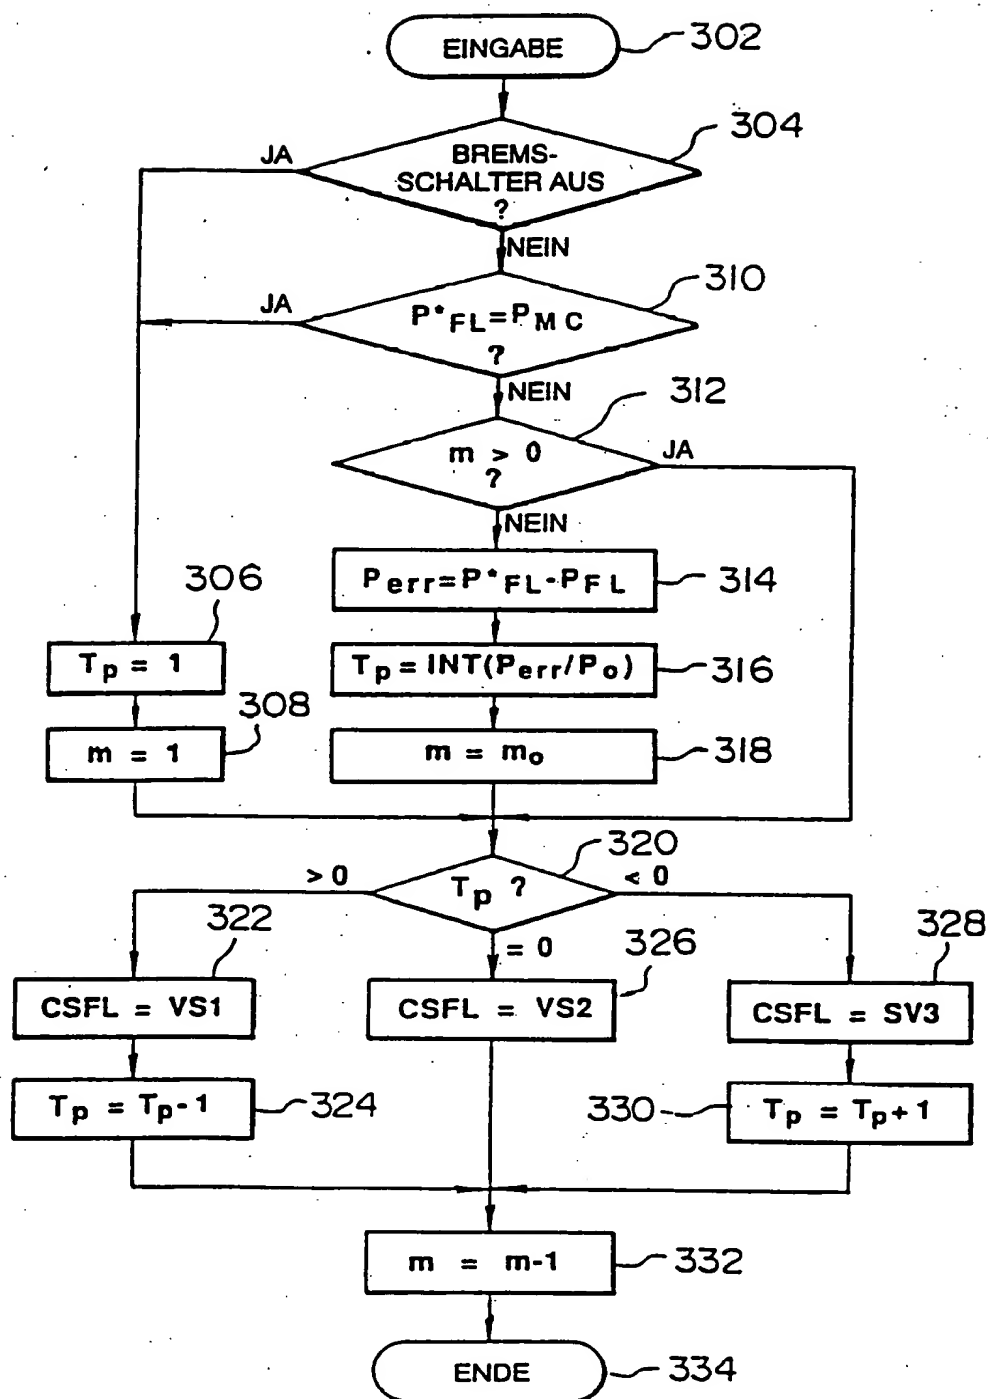 EINGABE
302
BREMS-
SCHALTER AUS
?
304
JA
NEIN
P*FL=PMC
?
310
JA
NEIN
m > 0
?
312
JA
NEIN
Perr=P*FL-PFL
314
306
Tp = 1
Tp = INT(Perr/Po)
316
308
m = 1
m = mo
318
320
Tp ?
> 0
< 0
= 0
322
CSFL = VS1
326
CSFL = VS2
328
CSFL = SV3
Tp = Tp-1
324
330
Tp = Tp+1
m = m-1
332
ENDE
334